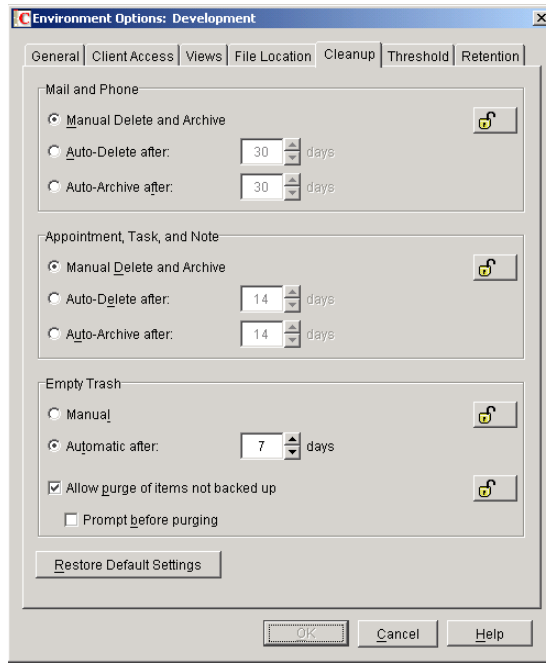 Environment Options: Development
General Client Access Views File Location Cleanup Threshold Retention
Mail and Phone
Manual Delete and Archive
Auto-Delete after: 30 days
Auto-Archive after: 30 days
Appointment, Task, and Note
Manual Delete and Archive
Auto-Delete after: 14 days
Auto-Archive after: 14 days
Empty Trash
Manual
Automatic after: 7 days
Allow purge of items not backed up
Prompt before purging
Restore Default Settings
OK Cancel Help